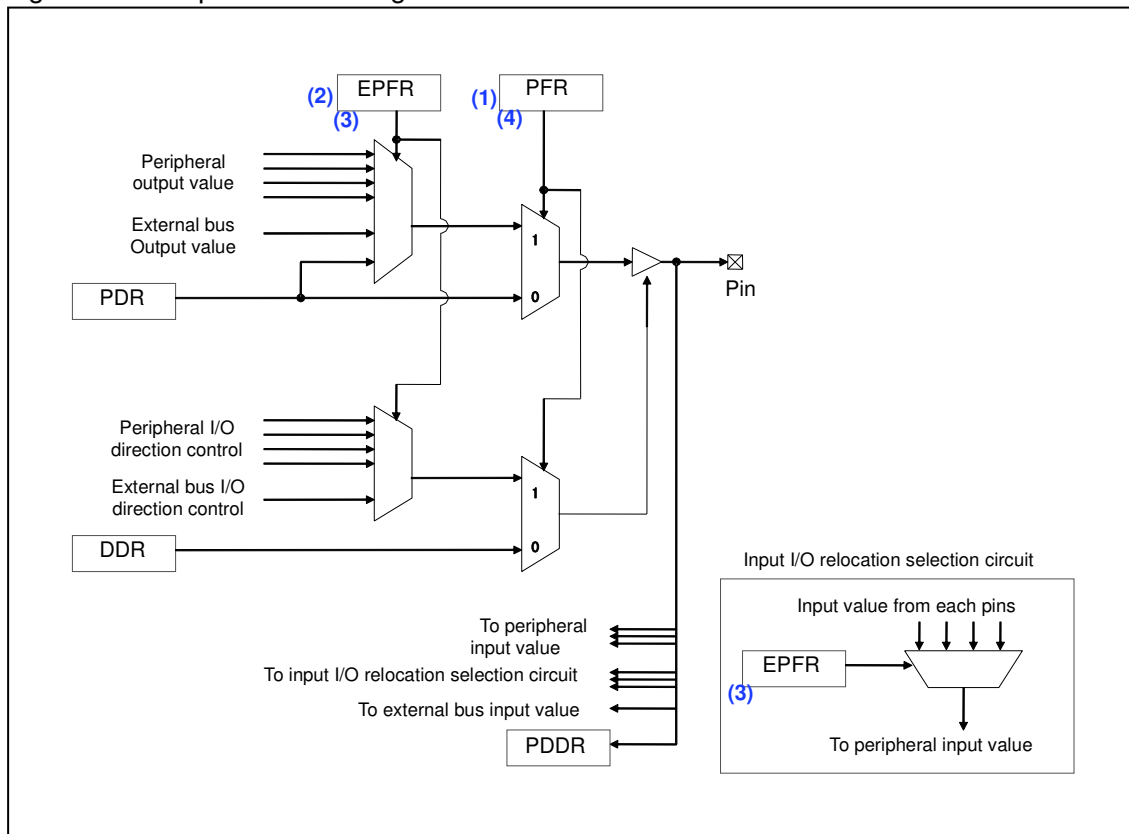 (2)
EPFR
(3)
(1)
PFR
(4)
Peripheral
output value
External bus
Output value
1
0
PDR
Pin
Peripheral I/O
direction control
External bus I/O
direction control
1
0
DDR
Input I/O relocation selection circuit
Input value from each pins
EPFR
(3)
To peripheral input value
To peripheral
input value
To input I/O relocation selection circuit
To external bus input value
PDDR